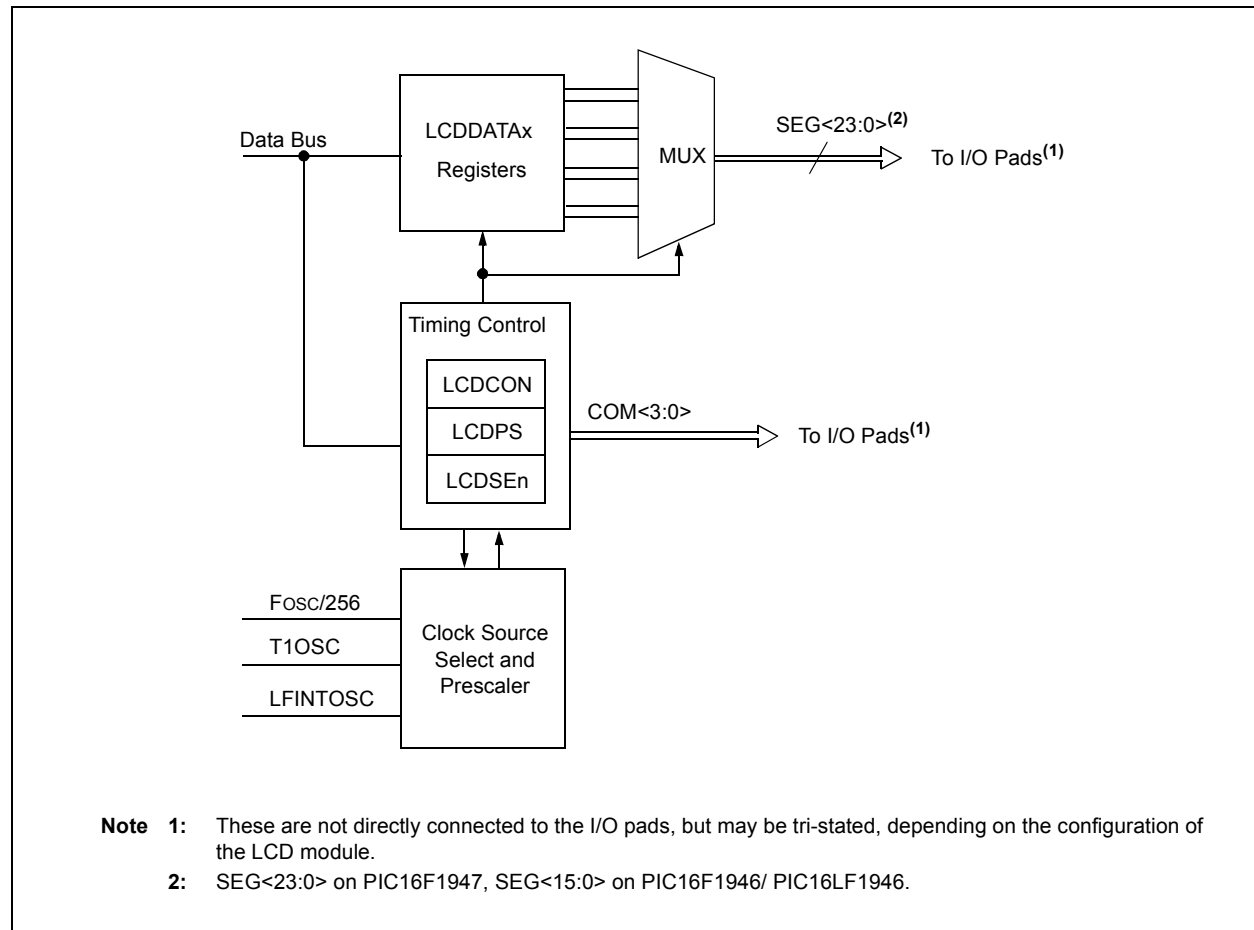 Data Bus
LCDDATAx
Registers
MUX
SEG<23:0>(2)
To I/O Pads(1)
Timing Control
LCDCON
LCDPS
LCDSEn
COM<3:0>
To I/O Pads(1)
FOSC/256
T1OSC
LFINTOSC
Clock Source
Select and
Prescaler
Note 1: These are not directly connected to the I/O pads, but may be tri-stated, depending on the configuration of
the LCD module.
2: SEG<23:0> on PIC16F1947, SEG<15:0> on PIC16F1946/ PIC16LF1946.